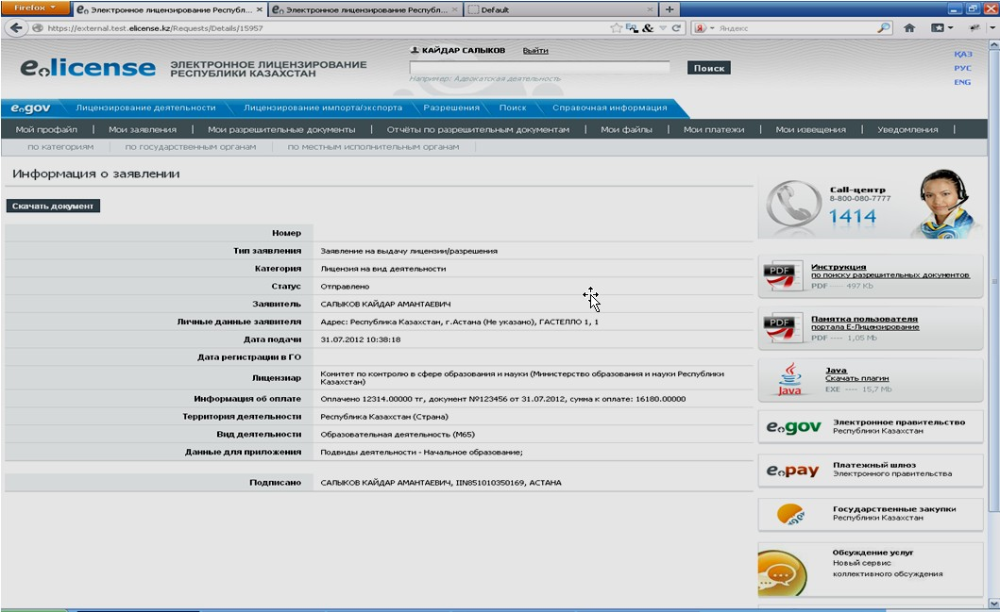 Firefox
Электронное лицензирование Республ...
Электронное лицензирование Респуб...
Default
https://external.test.elicense.kz/Requests/Details/15957
Яндекс
elicense
ЭЛЕКТРОННОЕ ЛИЦЕНЗИРОВАНИЕ
РЕСПУБЛИКИ КАЗАХСТАН
КАЙДАР САЛЫКОВ Выйти
Поиск
Например: Адвокатская деятельность
ҚАЗ
РУС
ENG
egov Лицензирование деятельности Лицензирование импорта/экспорта Разрешения Поиск Справочная информация
Мой профиль | Мои заявления | Мои разрешительные документы | Отчёты по разрешительным документам | Мои файлы | Мои платежи | Мои извещения | Уведомления |
по категориям по государственным органам по местным исполнительным органам
Информация о заявлении
Скачать документ
Номер
Тип заявления Заявление на выдачу лицензии/разрешения
Категория Лицензия на вид деятельности
Статус Отправлено
Заявитель САЛЫКОВ КАЙДАР АМАНТАЕВИЧ
Личные данные заявителя Адрес: Республика Казахстан, г.Астана (Не указано), ГАСТЕЛЛО 1, 1
Дата подачи 31.07.2012 10:38:18
Дата регистрации в ГО
Лицензиар Комитет по контролю в сфере образования и науки (Министерство образования и науки Республики
Казахстан)
Информация об оплате Оплачено 12314.00000 тг, документ №123456 от 31.07.2012, сумма к оплате: 16180.00000
Территория деятельности Республика Казахстан (Страна)
Вид деятельности Образовательная деятельность (М65)
Данные для приложения Подвиды деятельности - Начальное образование;
Подписано САЛЫКОВ КАЙДАР АМАНТАЕВИЧ, IIN851010350169, АСТАНА
Call-центр
8-800-080-7777
1414
PDF
Инструкция
по поиску разрешительных документов
PDF ---- 497 Kb
PDF
Памятка пользователя
портала Е-Лицензирование
PDF ---- 1,05 Mb
Java
Java
Скачать плагин
EXE ---- 15,7 Mb
egov
Электронное правительство
Республики Казахстан
epay
Платежный шлюз
Электронного правительства
Государственные закупки
Республики Казахстан
Обсуждение услуг
Новый сервис
коллективного обсуждения